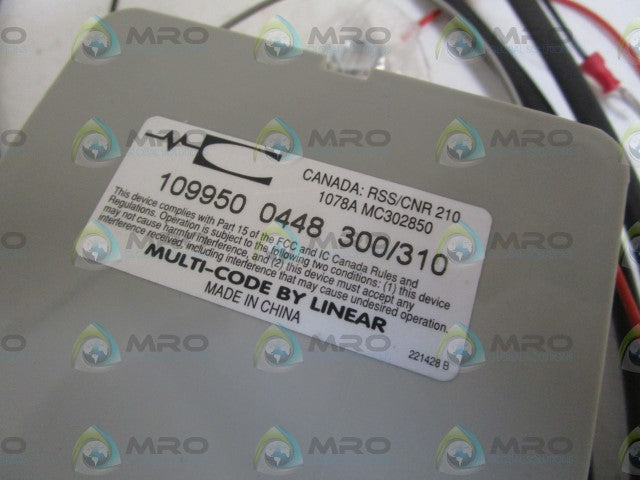 MC
CANADA: RSS/CNR 210
1078A MC302850
109950 0448 300/310
This device complies with Part 15 of the FCC and IC Canada Rules and
Regulations. Operation is subject to the following two conditions: (1) this device
may not cause harmful interference, and (2) this device must accept any
interference received, including interference that may cause undesired operation.
MULTI-CODE BY LINEAR
MADE IN CHINA
221428 B
MRO